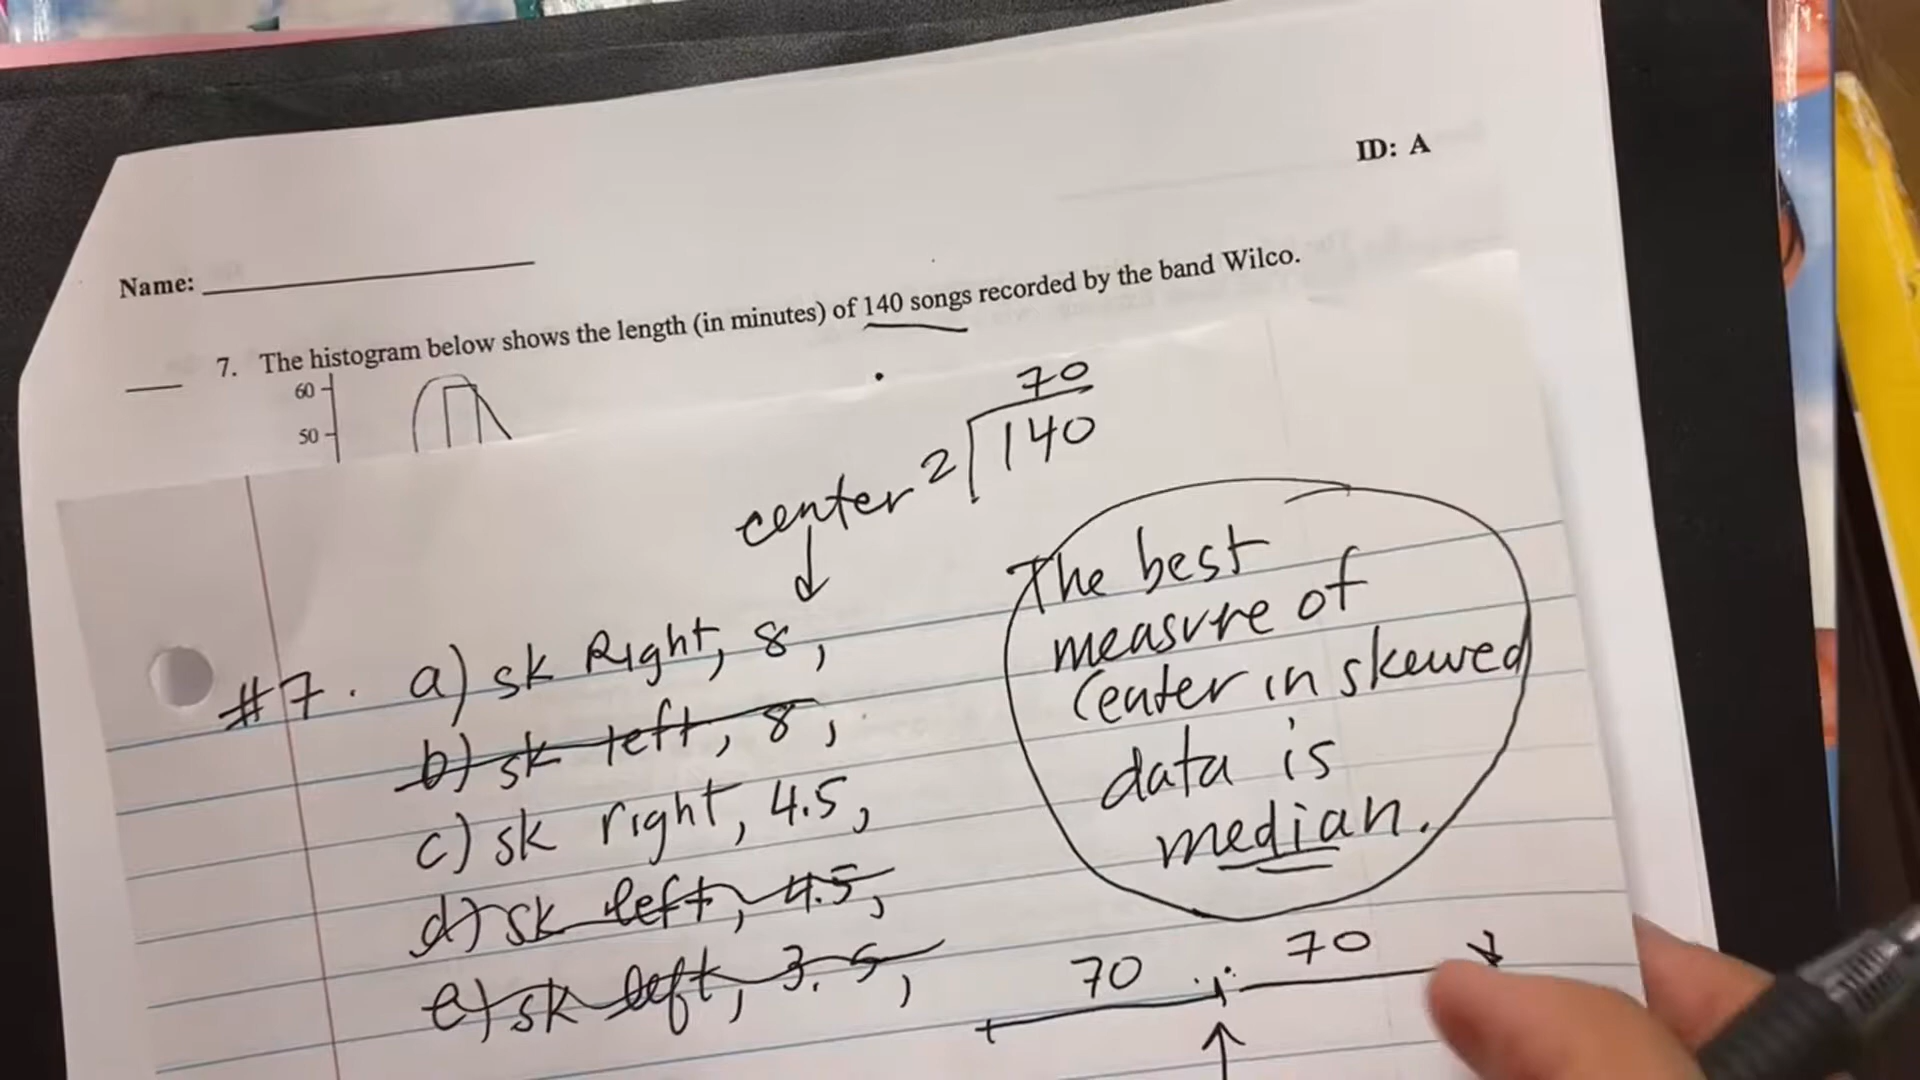 ID: A
Name:
7. The histogram below shows the length (in minutes) of 140 songs recorded by the band Wilco.
60
50
70
center 2 140
#7. a) sk Right, 8,
b) sk left, 8,
c) sk right, 4.5,
d) sk left, 4.5,
e) sk left, 3.5,
The best
measure of
center in skewed
data is
median.
70 70